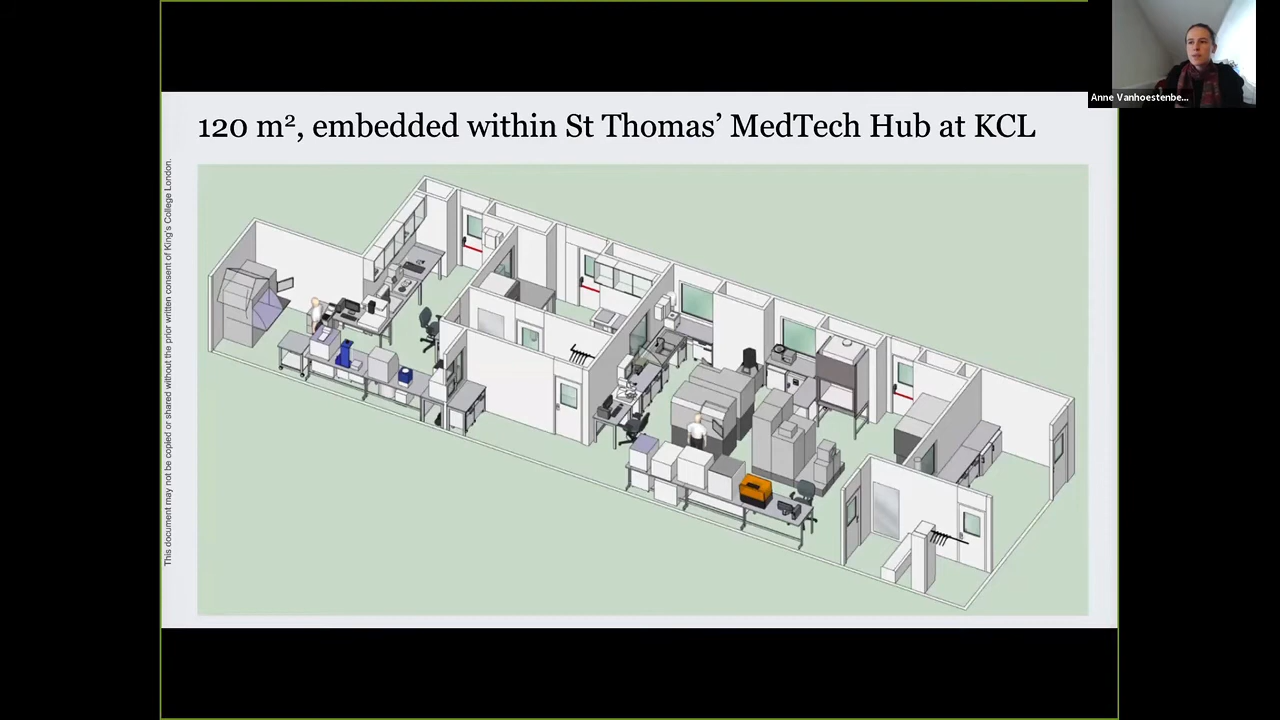 120 m², embedded within St Thomas’ MedTech Hub at KCL
This document may not be copied or shared without the prior written consent of King's College London.
Anne Vanhoestenbe...